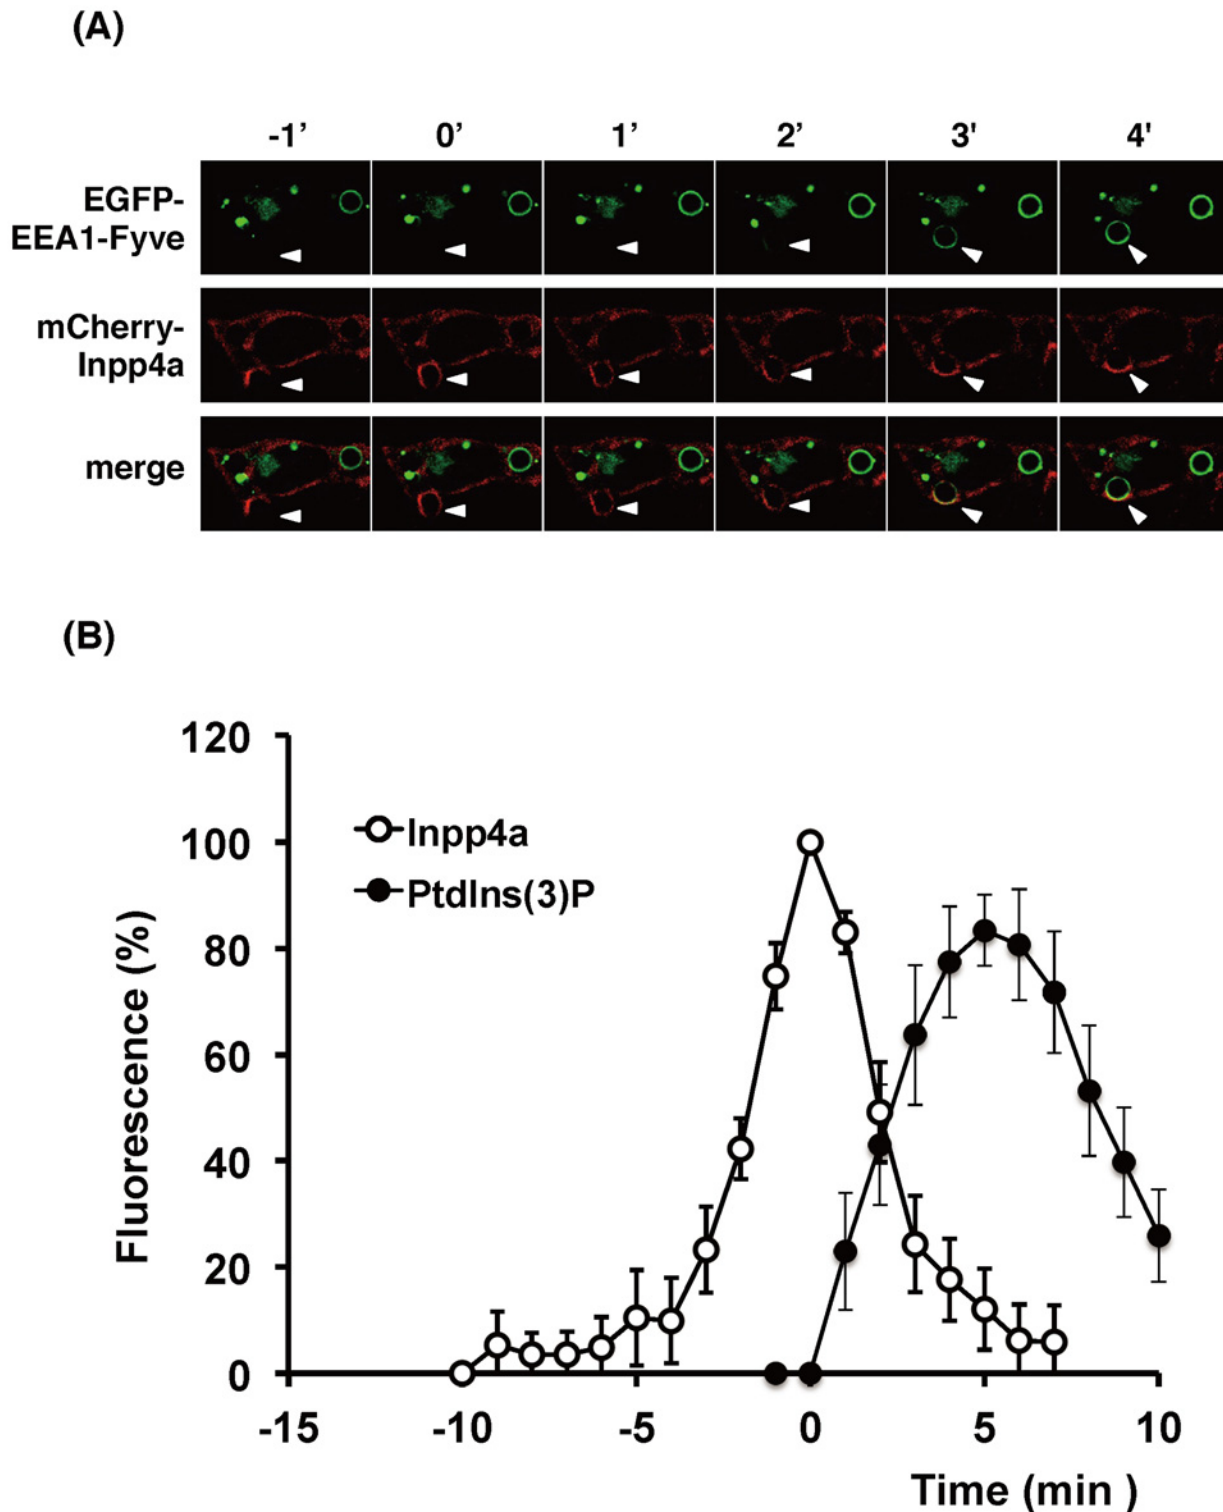 (A)
-1’ 0’ 1’ 2’ 3' 4'
EGFP-
EEA1-Fyve
mCherry-
Inpp4a
merge
(B)
120
100
80
60
40
20
0
Fluorescence (%)
Inpp4a
PtdIns(3)P
-15 -10 -5 0 5 10
Time (min )